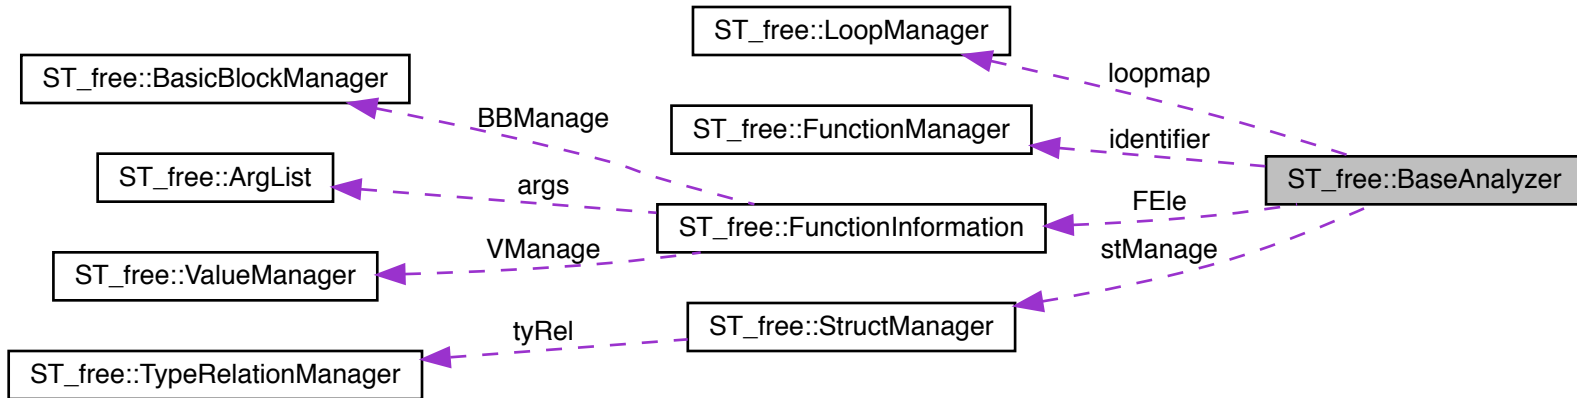 ST_free::LoopManager
ST_free::BasicBlockManager
loopmap
BBManage
ST_free::FunctionManager
identifier
ST_free::ArgList
args
ST_free::BaseAnalyzer
FEle
ST_free::FunctionInformation
VManage
stManage
ST_free::ValueManager
ST_free::StructManager
tyRel
ST_free::TypeRelationManager